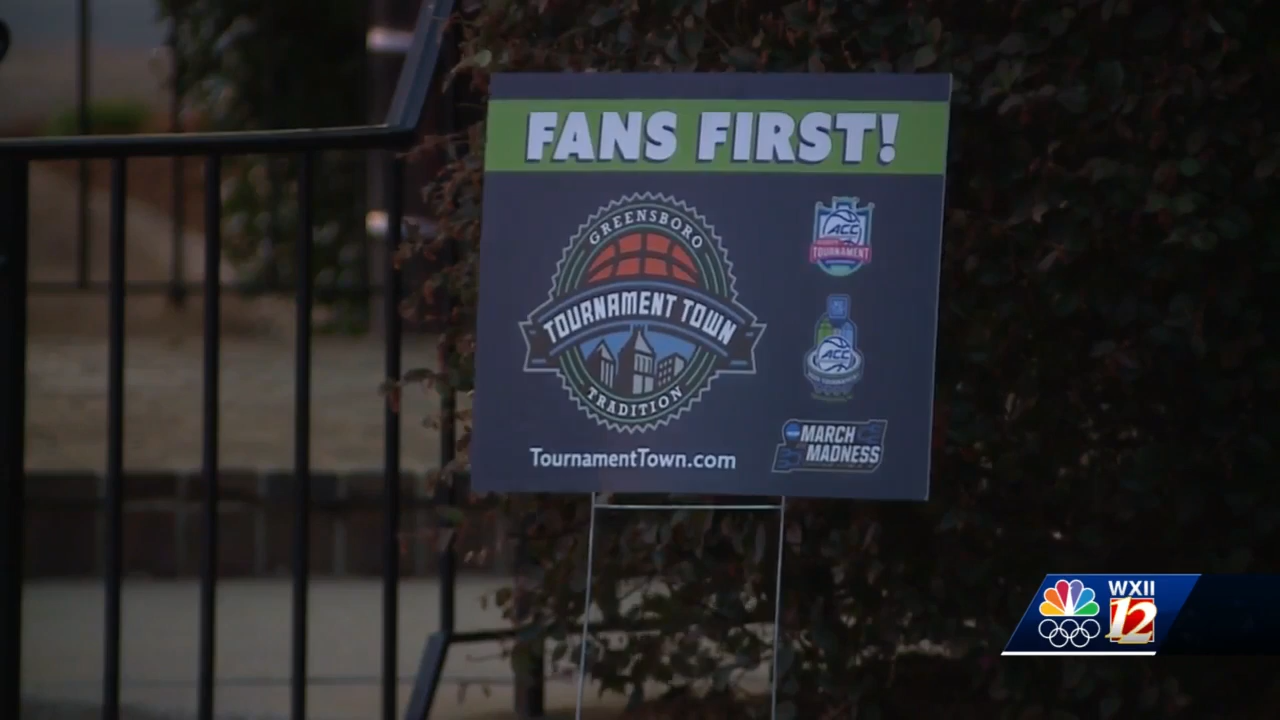 FANS FIRST!
GREENSBORO
TOURNAMENT TOWN
TRADITION
TournamentTown.com
ACC
TOURNAMENT
ACC
MARCH
MADNESS
WXII
12